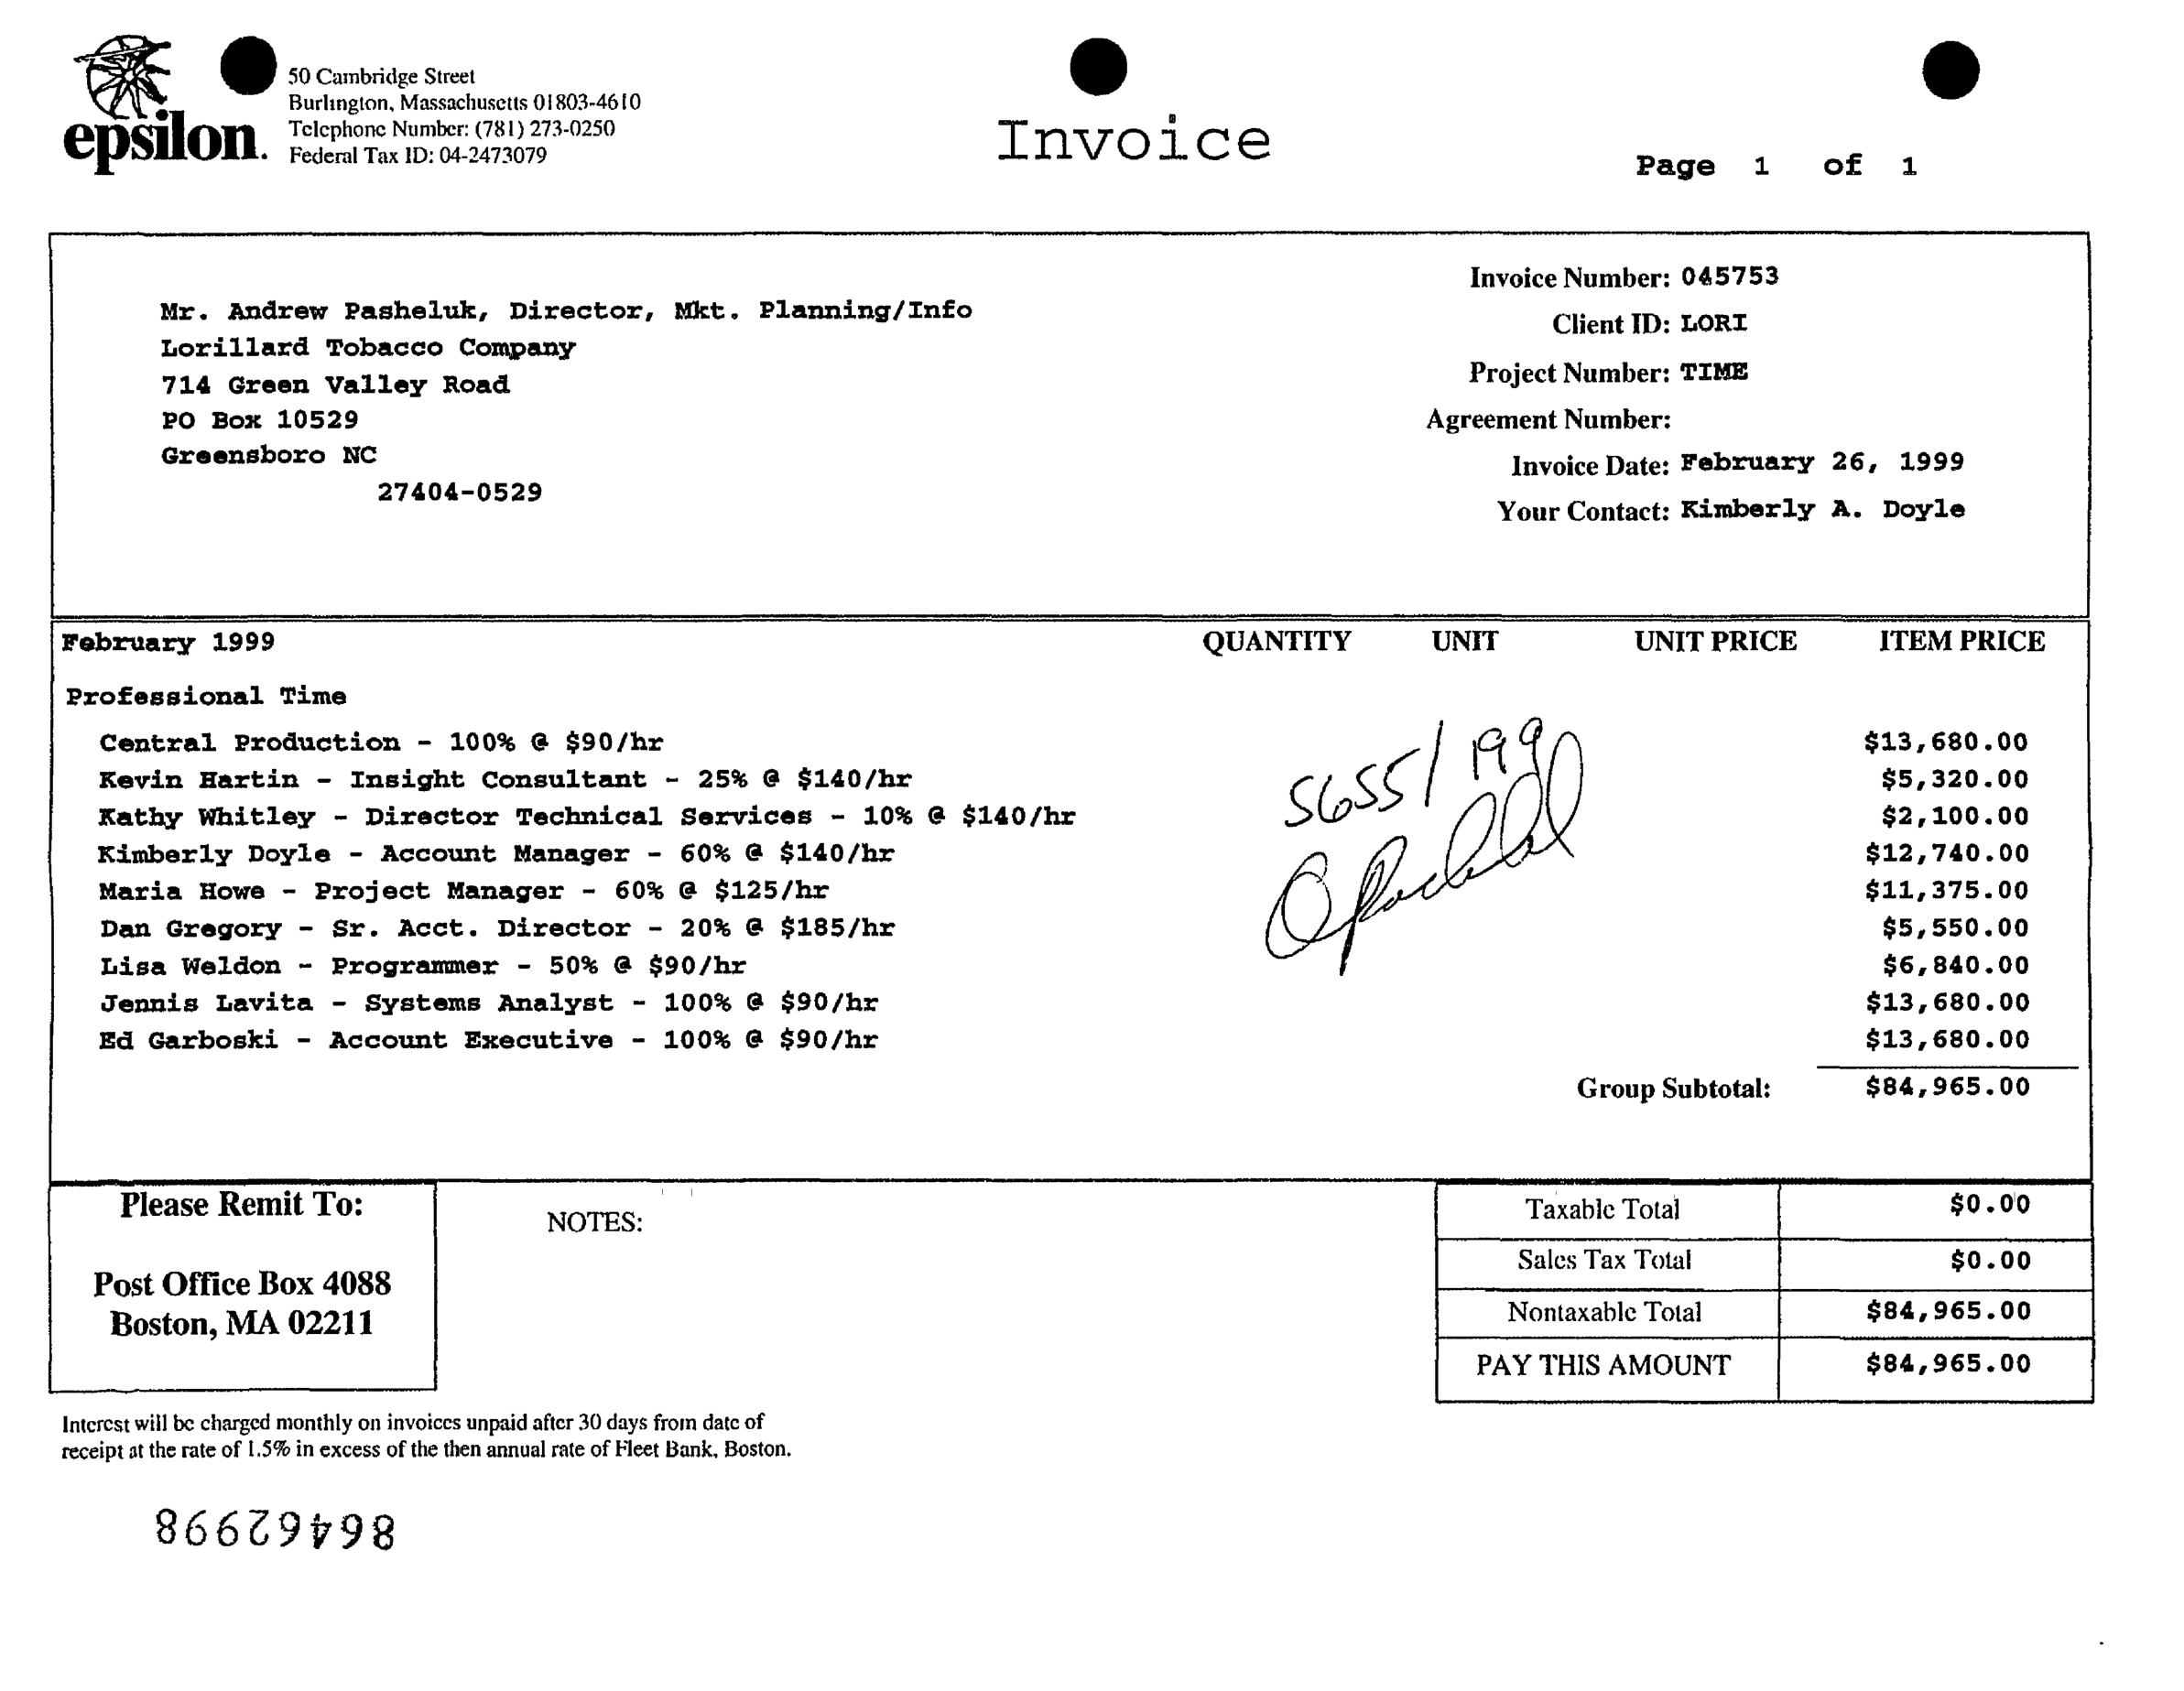 epsilon.
50 Cambridge Street
Burlington, Massachusetts 01803-4610
Telephone Number: (781) 273-0250
Federal Tax ID: 04-2473079
Invoice
Page 1 of 1
Mr. Andrew Pasheluk, Director, Mkt. Planning/Info
Lorillard Tobacco Company
714 Green Valley Road
PO Box 10529
Greensboro NC
27404-0529
Invoice Number: 045753
Client ID: LORI
Project Number: TIME
Agreement Number:
Invoice Date: February 26, 1999
Your Contact: Kimberly A. Doyle
February 1999 QUANTITY UNIT UNIT PRICE ITEM PRICE
Professional Time
Central Production - 100% @ $90/hr $13,680.00
Kevin Hartin - Insight Consultant - 25% @ $140/hr $5,320.00
Kathy Whitley - Director Technical Services - 10% @ $140/hr $2,100.00
Kimberly Doyle - Account Manager - 60% @ $140/hr $12,740.00
Maria Howe - Project Manager - 60% @ $125/hr $11,375.00
Dan Gregory - Sr. Acct. Director - 20% @ $185/hr $5,550.00
Lisa Weldon - Programmer - 50% @ $90/hr $6,840.00
Jennis Lavita - Systems Analyst - 100% @ $90/hr $13,680.00
Ed Garboski - Account Executive - 100% @ $90/hr $13,680.00
5655/199
Group Subtotal: $84,965.00
Please Remit To:
Post Office Box 4088
Boston, MA 02211
NOTES:
Taxable Total $0.00
Sales Tax Total $0.00
Nontaxable Total $84,965.00
PAY THIS AMOUNT $84,965.00
Interest will be charged monthly on invoices unpaid after 30 days from date of
receipt at the rate of 1.5% in excess of the then annual rate of Fleet Bank, Boston.
86462998